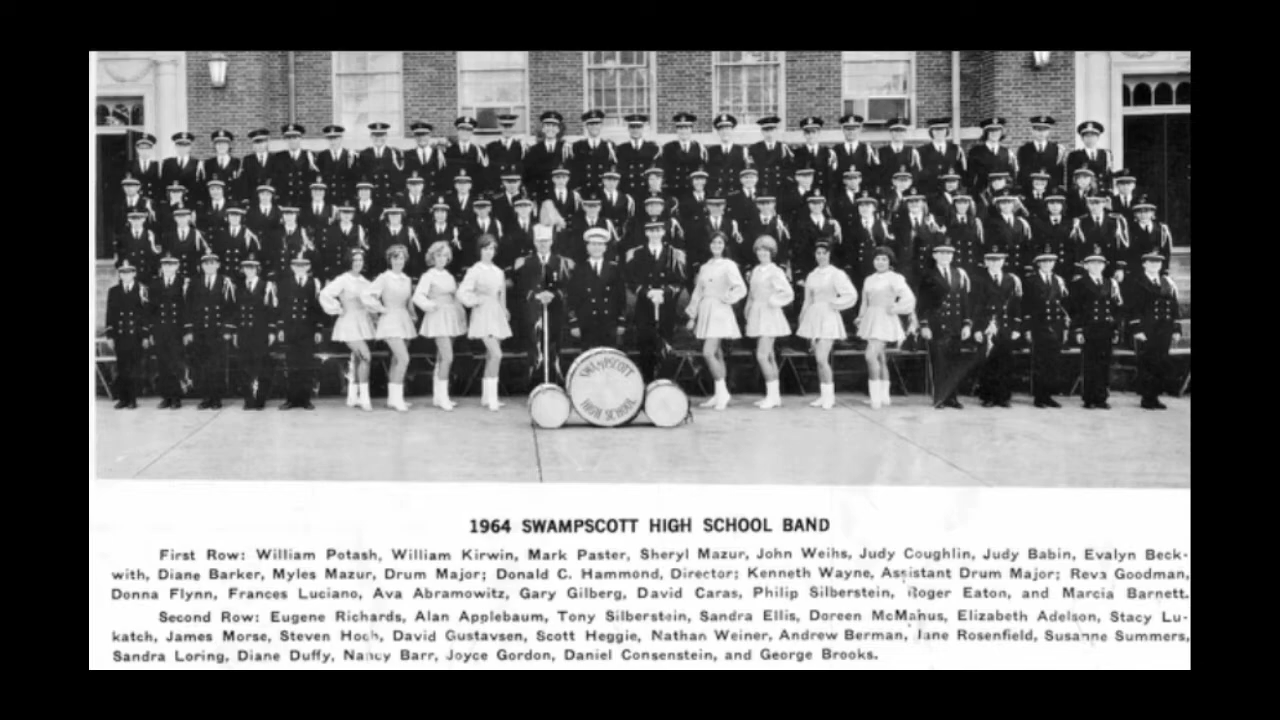 SWAMPSCOTT
HIGH SCHOOL
1964 SWAMPSCOTT HIGH SCHOOL BAND
First Row: William Potash, William Kirwin, Mark Paster, Sheryl Mazur, John Weihs, Judy Coughlin, Judy Babin, Evalyn Beck-
with, Diane Barker, Myles Mazur, Drum Major; Donald C. Hammond, Director; Kenneth Wayne, Assistant Drum Major; Reva Goodman,
Donna Flynn, Frances Luciano, Ava Abramowitz, Gary Gilberg, David Caras, Philip Silberstein, Roger Eaton, and Marcia Barnett.
Second Row: Eugene Richards, Alan Applebaum, Tony Silberstein, Sandra Ellis, Doreen McManus, Elizabeth Adelson, Stacy Lu-
katch, James Morse, Steven Hoch, David Gustavsen, Scott Heggie, Nathan Weiner, Andrew Berman, Jane Rosenfield, Susanne Summers,
Sandra Loring, Diane Duffy, Nancy Barr, Joyce Gordon, Daniel Consenstein, and George Brooks.